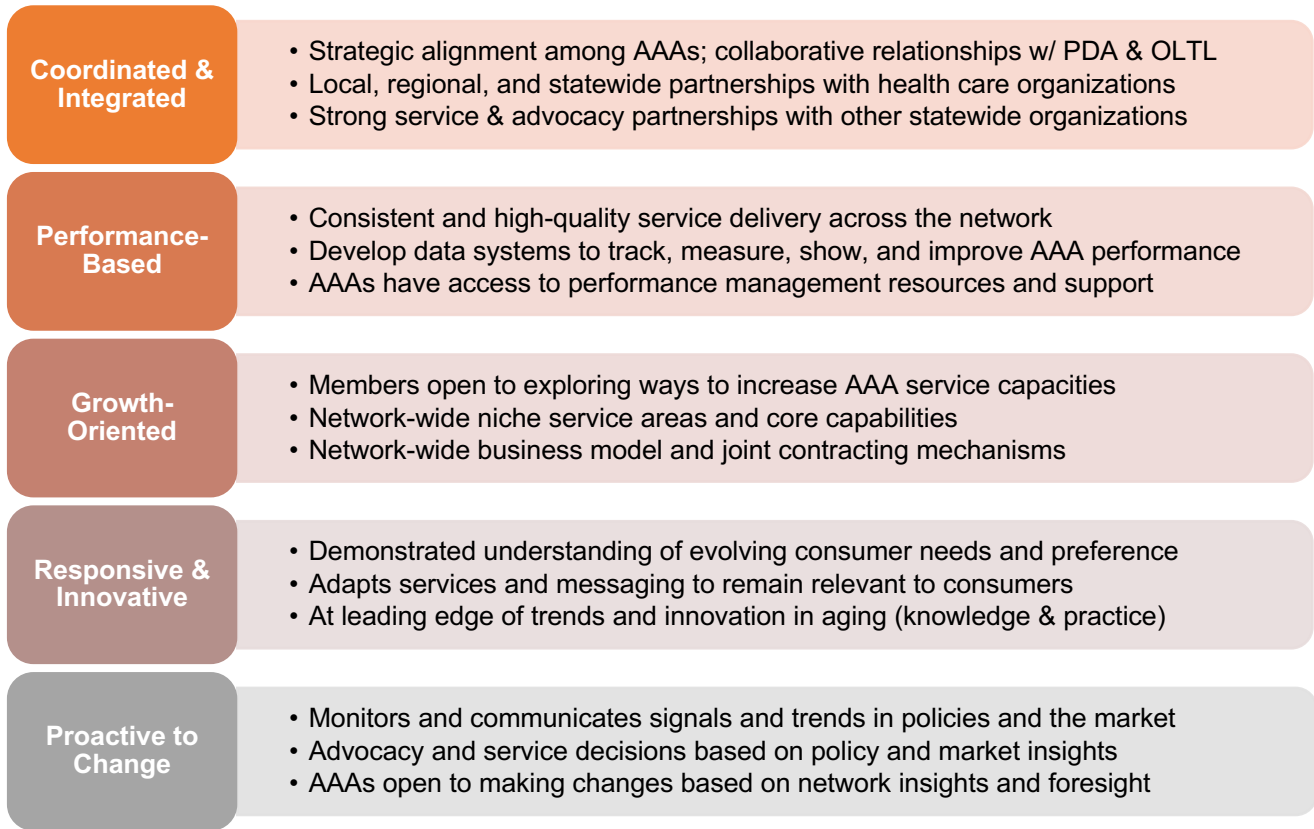 Coordinated &
Integrated
• Strategic alignment among AAAs; collaborative relationships w/ PDA & OLTL
• Local, regional, and statewide partnerships with health care organizations
• Strong service & advocacy partnerships with other statewide organizations
Performance-
Based
• Consistent and high-quality service delivery across the network
• Develop data systems to track, measure, show, and improve AAA performance
• AAAs have access to performance management resources and support
Growth-
Oriented
• Members open to exploring ways to increase AAA service capacities
• Network-wide niche service areas and core capabilities
• Network-wide business model and joint contracting mechanisms
Responsive &
Innovative
• Demonstrated understanding of evolving consumer needs and preference
• Adapts services and messaging to remain relevant to consumers
• At leading edge of trends and innovation in aging (knowledge & practice)
Proactive to
Change
• Monitors and communicates signals and trends in policies and the market
• Advocacy and service decisions based on policy and market insights
• AAAs open to making changes based on network insights and foresight